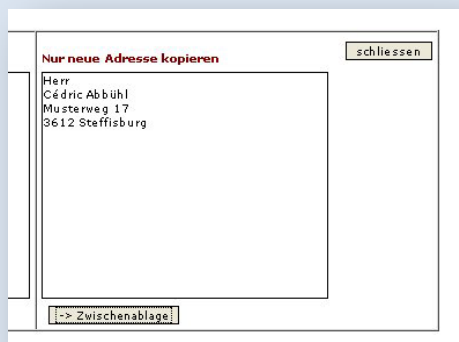 Nur neue Adresse kopieren
schliessen
Herr
Cédric Abbühl
Musterweg 17
3612 Steffisburg
-> Zwischenablage